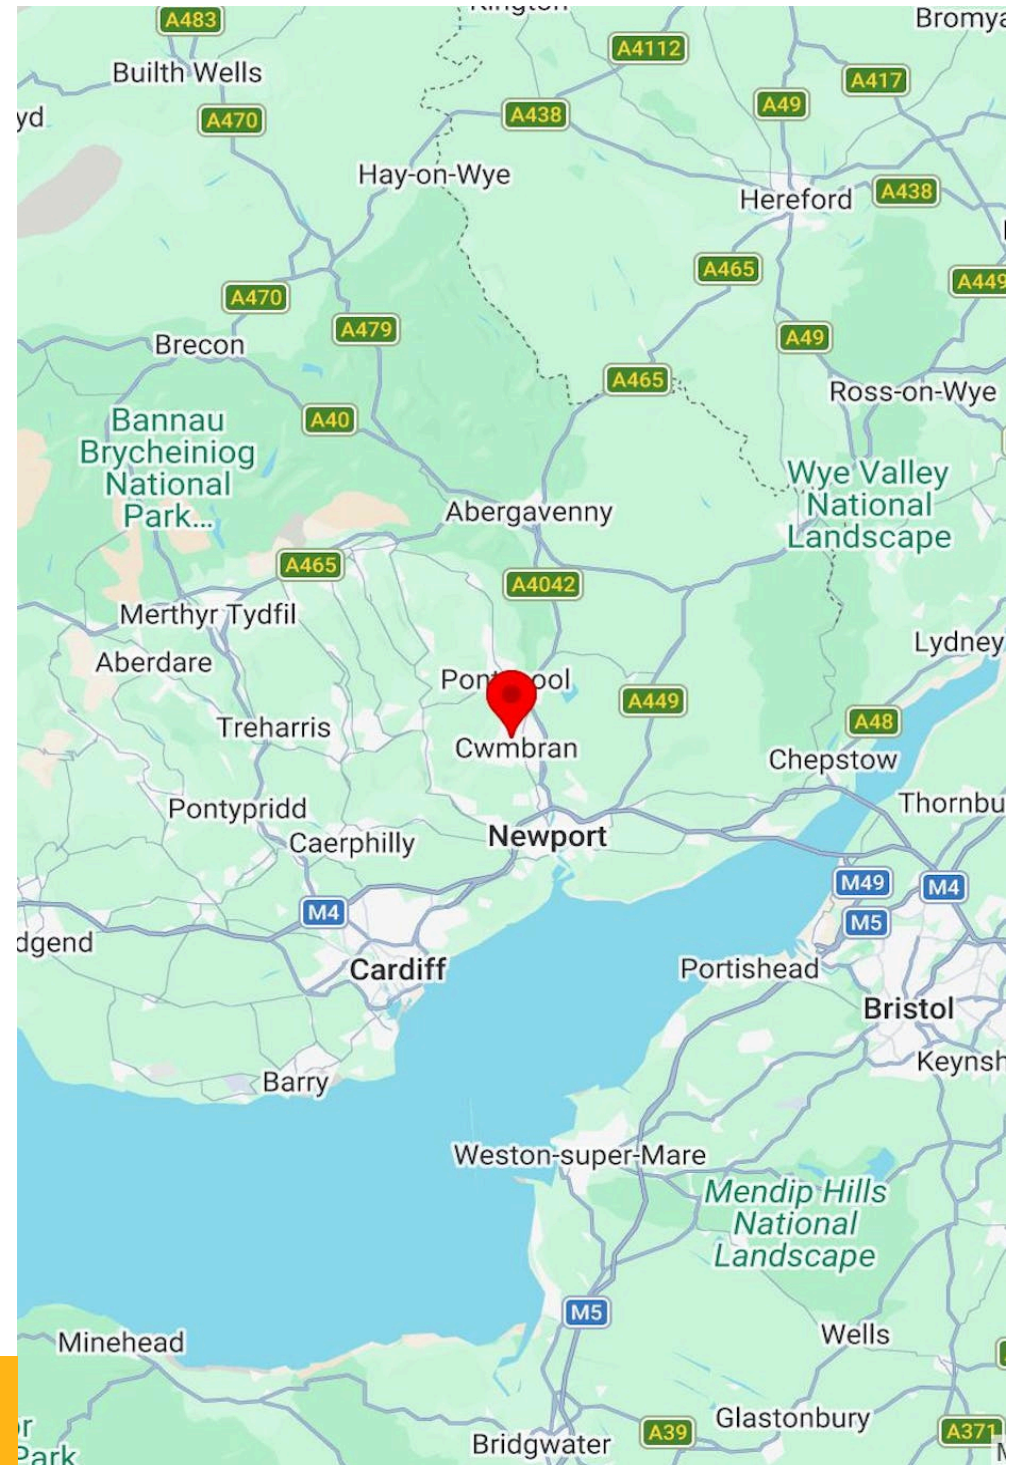 A483
A4112
Builth Wells
A417
A49
A438
A470
yd
Hay-on-Wye
Hereford
A438
A465
A449
A470
A479
A49
Brecon
A465
Ross-on-Wye
Bannau
Brycheiniog
National
Park...
A40
Wye Valley
National
Landscape
Abergavenny
A465
A4042
Merthyr Tydfil
Lydney
Aberdare
A449
A48
Treharris
Cwmbran
Chepstow
Pontypridd
Thornbu
Newport
Caerphilly
M49
M4
M4
M5
dgend
Cardiff
Portishead
Bristol
Keynsh
Barry
Weston-super-Mare
Mendip Hills
National
Landscape
M5
Minehead
Wells
Glastonbury
A39
A371
Bridgwater
Park